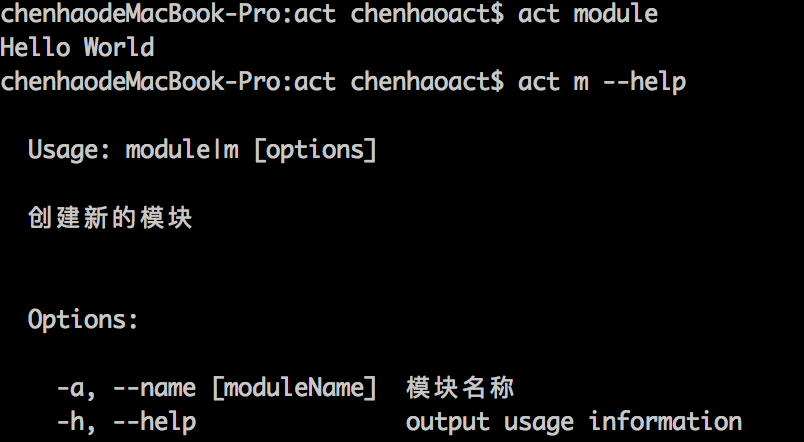 chenhaodeMacBook-Pro:act chenhaoact$ act module
Hello World
chenhaodeMacBook-Pro:act chenhaoact$ act m --help
Usage: module|m [options]
创建新的模块
Options:
-a, --name [moduleName] 模块名称
-h, --help output usage information